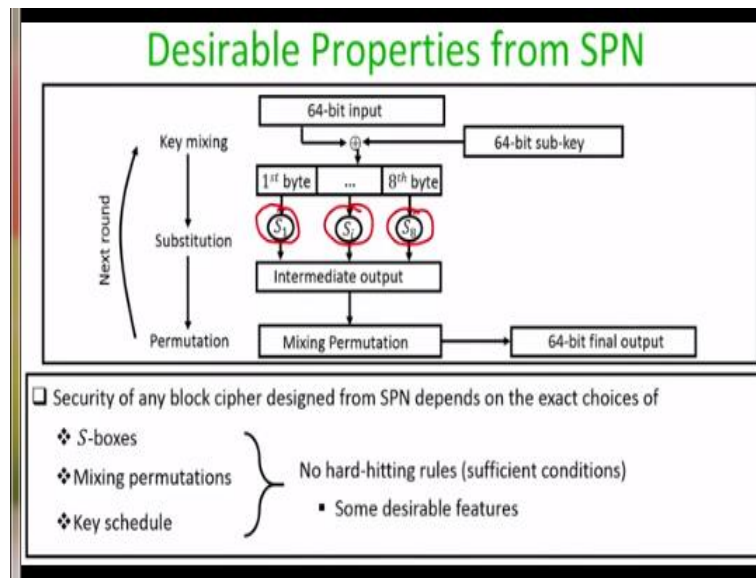 Desirable Properties from SPN
64-bit input
Key mixing
⊕
64-bit sub-key
1st byte ... 8th byte
Next round
Substitution
S1 Si S8
Intermediate output
Permutation
Mixing Permutation
64-bit final output
❑ Security of any block cipher designed from SPN depends on the exact choices of
❖ S-boxes
❖ Mixing permutations
No hard-hitting rules (sufficient conditions)
▪ Some desirable features
❖ Key schedule